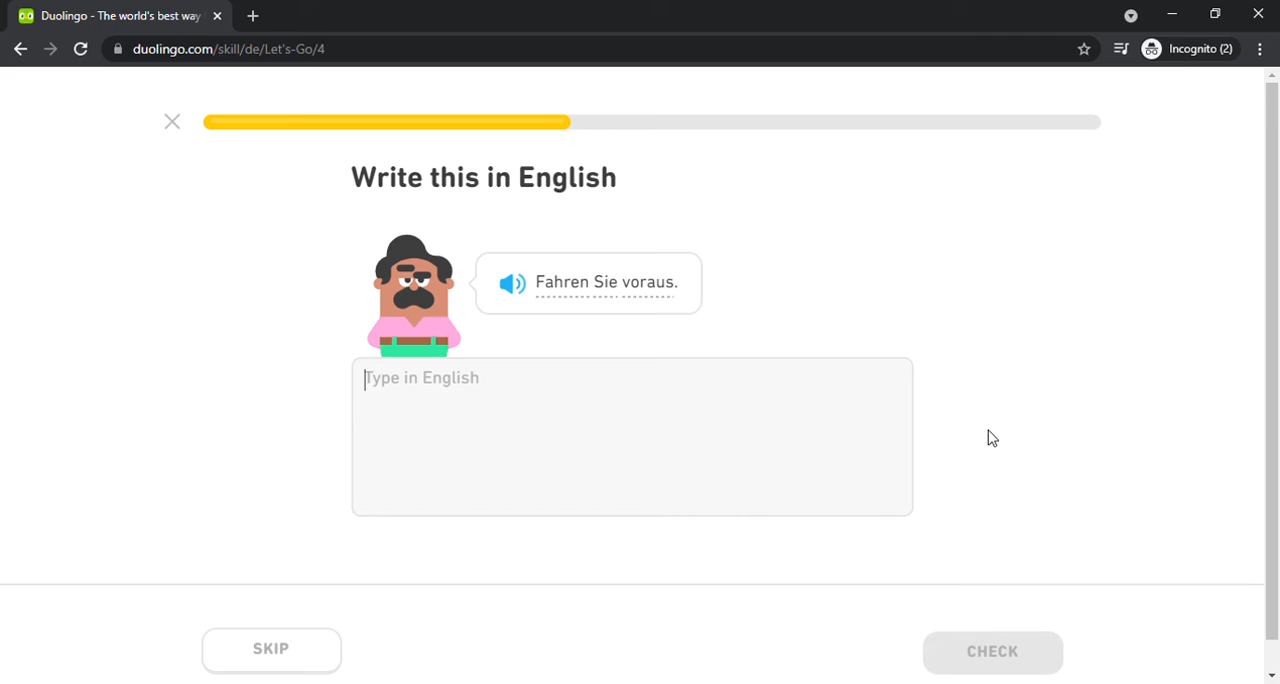 Duolingo - The world's best way
duolingo.com/skill/de/Let's-Go/4
Incognito (2)
Write this in English
Fahren Sie voraus.
Type in English
SKIP
CHECK